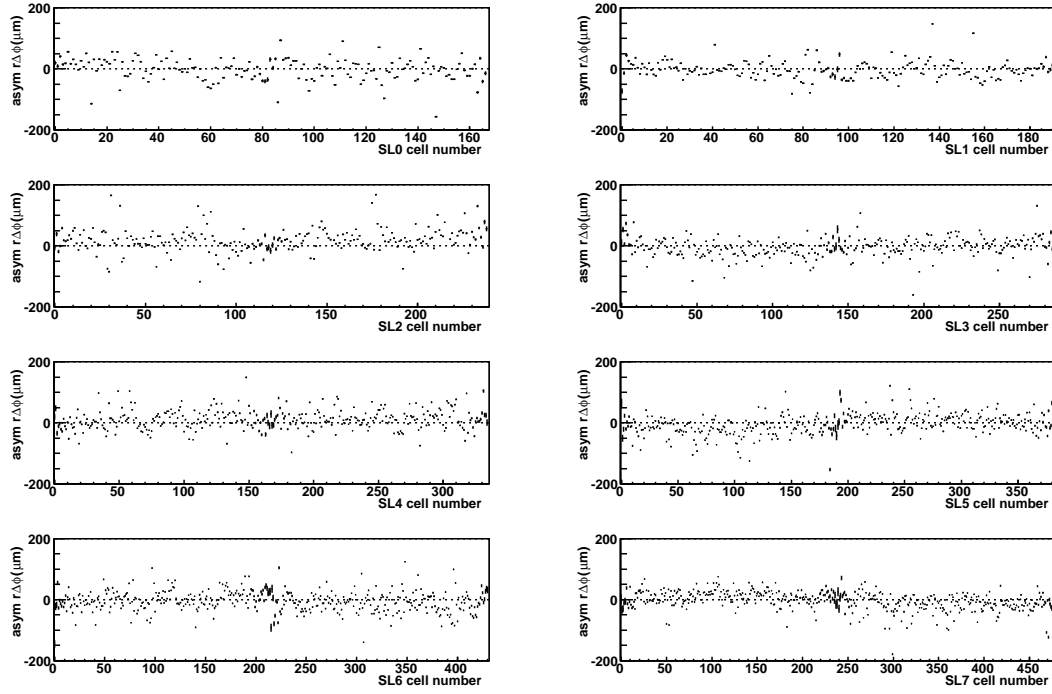 200
100
0
-100
-200
asym rΔϕ(μm)
0 20 40 60 80 100 120 140 160
SL0 cell number
200
100
0
-100
-200
asym rΔϕ(μm)
0 20 40 60 80 100 120 140 160 180
SL1 cell number
200
0
-200
asym rΔϕ(μm)
0 50 100 150 200
SL2 cell number
200
0
-200
asym rΔϕ(μm)
0 50 100 150 200 250
SL3 cell number
200
0
-200
asym rΔϕ(μm)
0 50 100 150 200 250 300
SL4 cell number
200
0
-200
asym rΔϕ(μm)
0 50 100 150 200 250 300 350
SL5 cell number
200
0
-200
asym rΔϕ(μm)
0 50 100 150 200 250 300 350 400
SL6 cell number
200
0
-200
asym rΔϕ(μm)
0 50 100 150 200 250 300 350 400 450
SL7 cell number